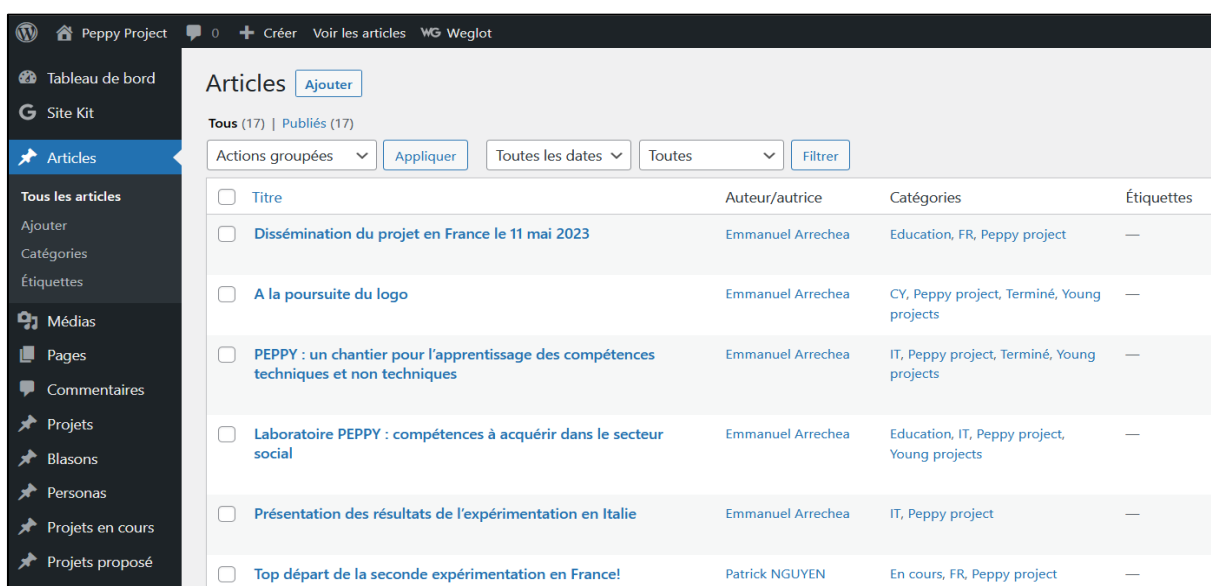 Peppy Project 0 + Créer Voir les articles WG Weglot
Tableau de bord
Site Kit
Articles
Tous les articles
Ajouter
Catégories
Étiquettes
Médias
Pages
Commentaires
Projets
Blasons
Personas
Projets en cours
Projets proposé
Articles Ajouter
Tous (17) | Publiés (17)
Actions groupées Appliquer Toutes les dates Toutes Filtrer
Titre Auteur/autrice Catégories Étiquettes
Dissémination du projet en France le 11 mai 2023 Emmanuel Arrechea Education, FR, Peppy project —
A la poursuite du logo Emmanuel Arrechea CY, Peppy project, Terminé, Young —
projects
PEPPY : un chantier pour l'apprentissage des compétences Emmanuel Arrechea IT, Peppy project, Terminé, Young —
techniques et non techniques projects
Laboratoire PEPPY : compétences à acquérir dans le secteur Emmanuel Arrechea Education, IT, Peppy project, —
social Young projects
Présentation des résultats de l'expérimentation en Italie Emmanuel Arrechea IT, Peppy project —
Top départ de la seconde expérimentation en France! Patrick NGUYEN En cours, FR, Peppy project —